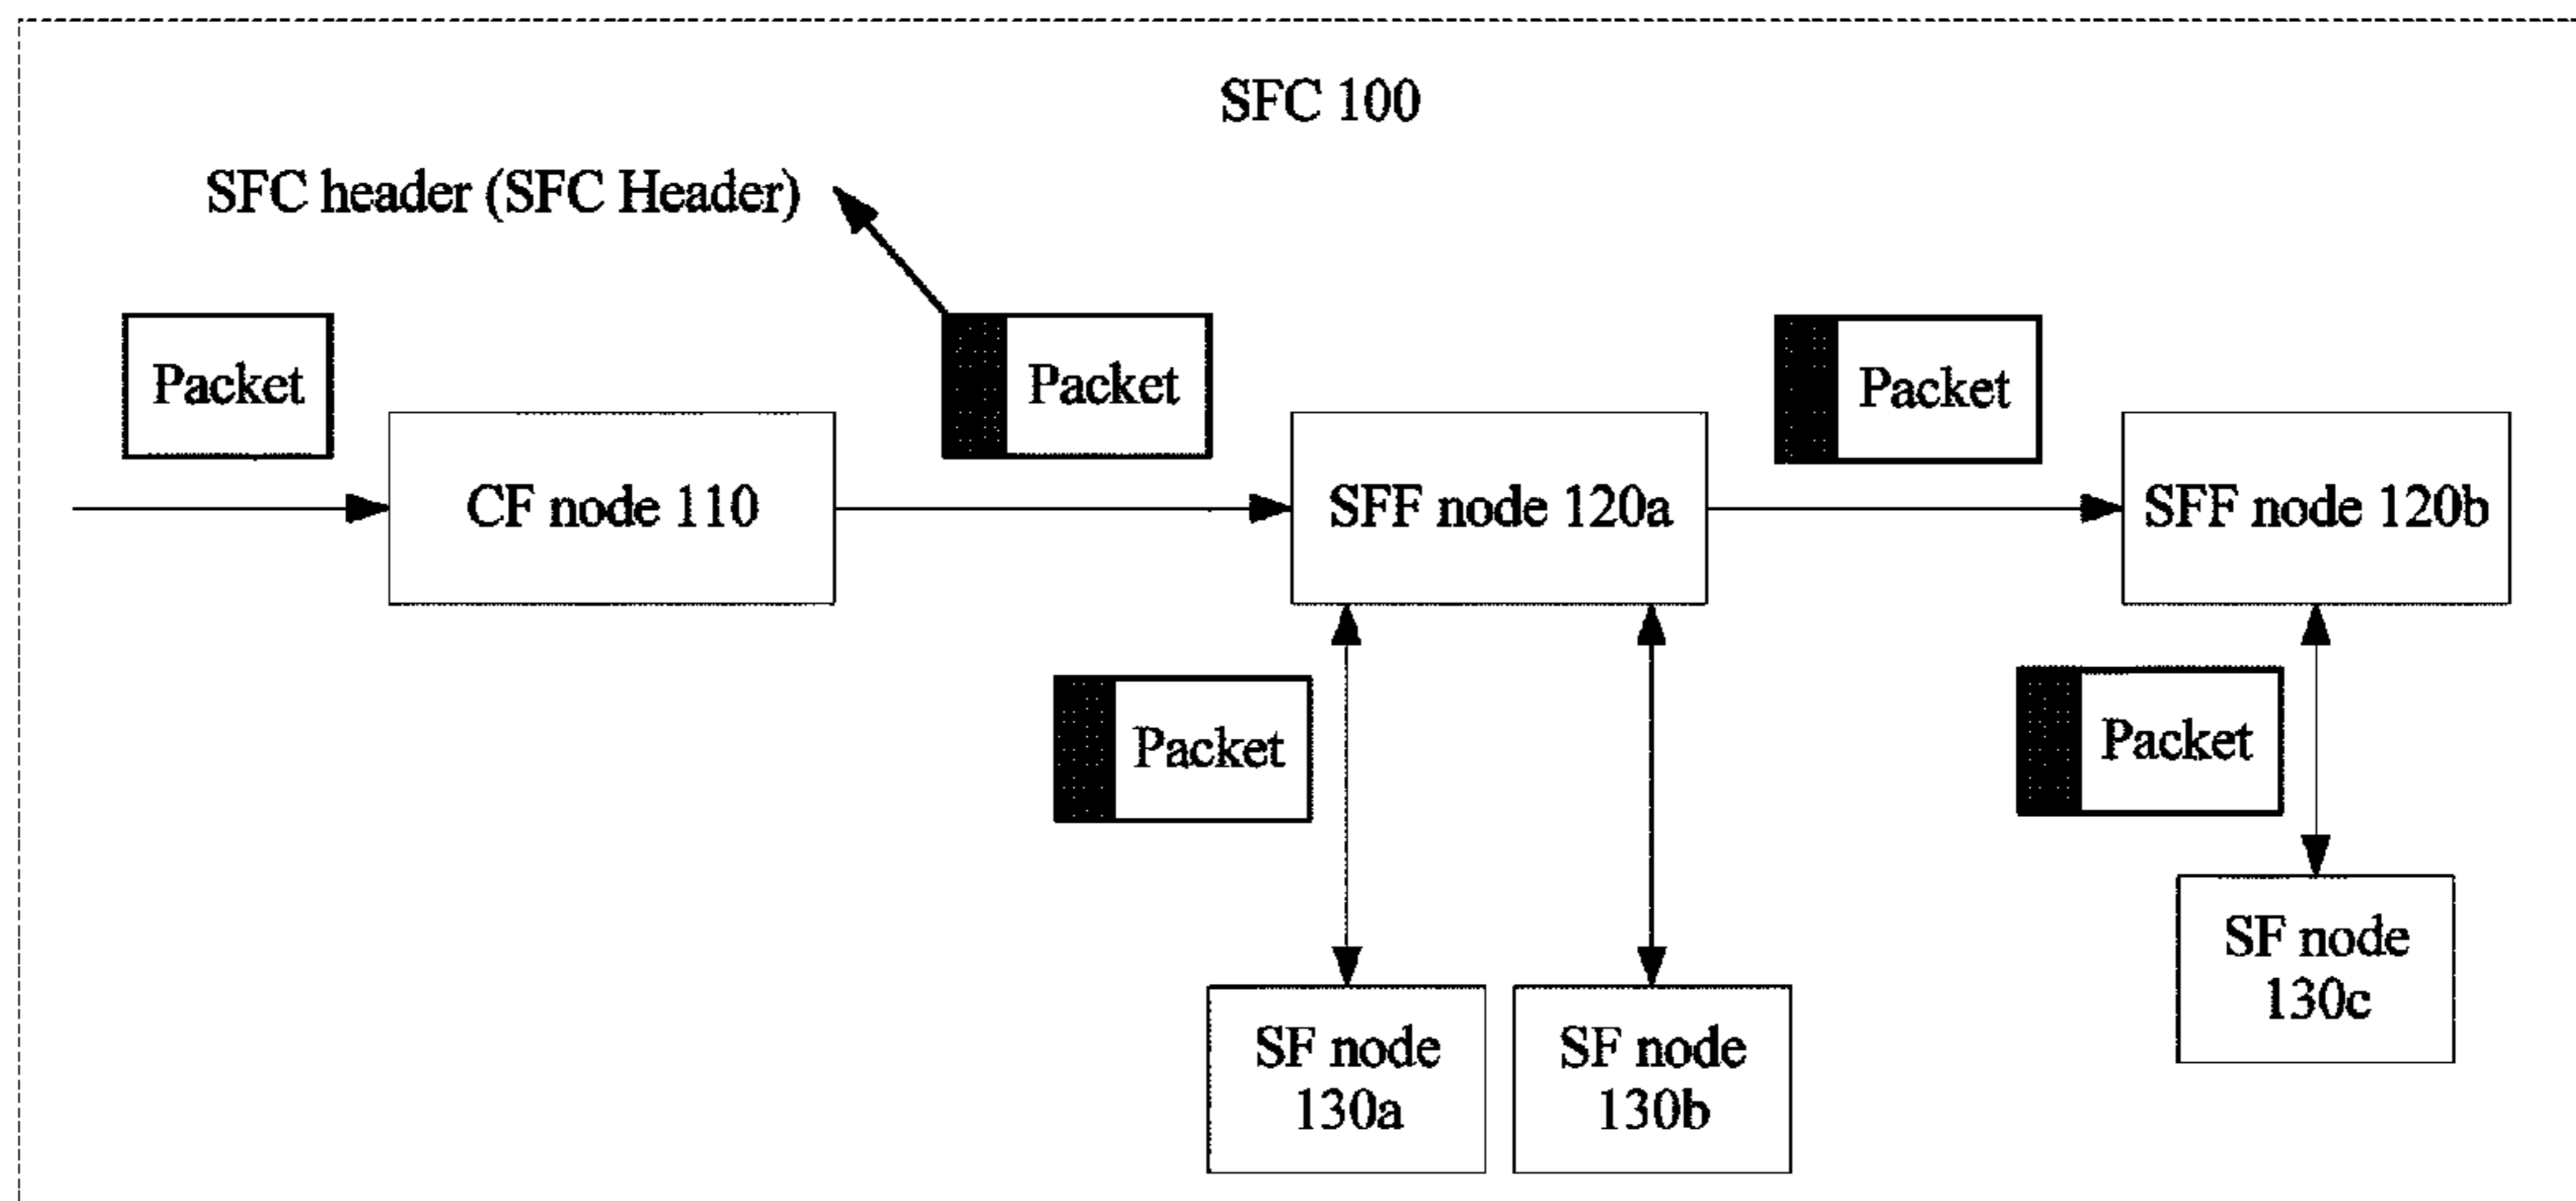 SFC 100
SFC header (SFC Header)
Packet
Packet
Packet
CF node 110
SFF node 120a
SFF node 120b
Packet
Packet
SF node
130a
SF node
130b
SF node
130c